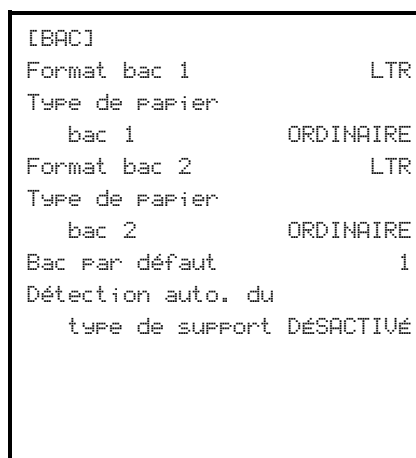 [BAC]
Format bac 1 LTR
Type de papier
bac 1 ORDINAIRE
Format bac 2 LTR
Type de papier
bac 2 ORDINAIRE
Bac par défaut 1
Détection auto. du
type de support DÉSACTIVÉ